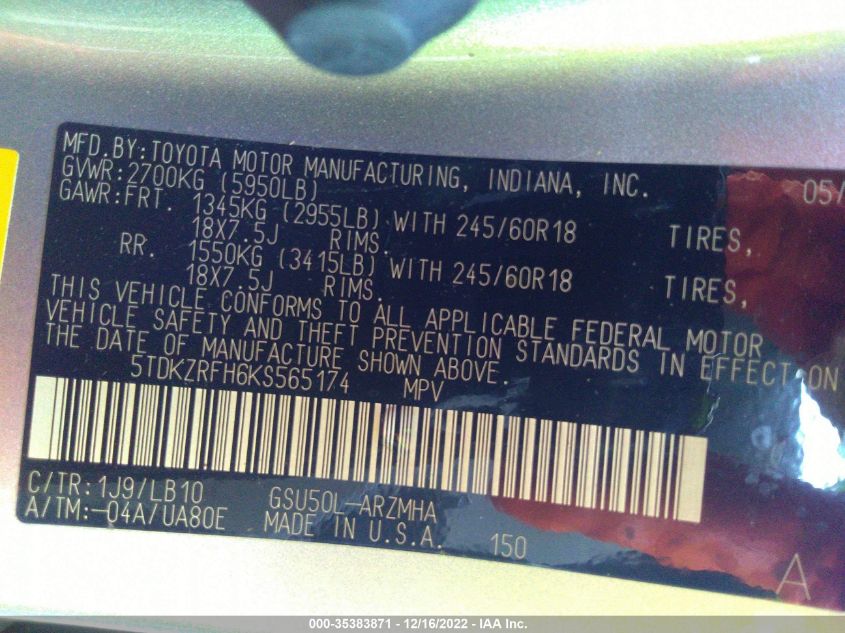 MFD.BY:TOYOTA MOTOR MANUFACTURING, INDIANA, INC. 05/
GVWR:2700KG (5950LB)
GAWR:FRT. 1345KG (2955LB) WITH 245/60R18 TIRES,
18X7.5J RIMS.
RR. 1550KG (3415LB) WITH 245/60R18 TIRES,
18X7.5J RIMS.
THIS VEHICLE CONFORMS TO ALL APPLICABLE FEDERAL MOTOR
VEHICLE SAFETY AND THEFT PREVENTION STANDARDS IN EFFECT ON
THE DATE OF MANUFACTURE SHOWN ABOVE.
5TDKZRFH6KS565174 MPV
C/TR:1J9/LB10 GSU50L-ARZMHA
A/TM:-04A/UA80E MADE IN U.S.A. 150
A
000-35383871 - 12/16/2022 - IAA Inc.